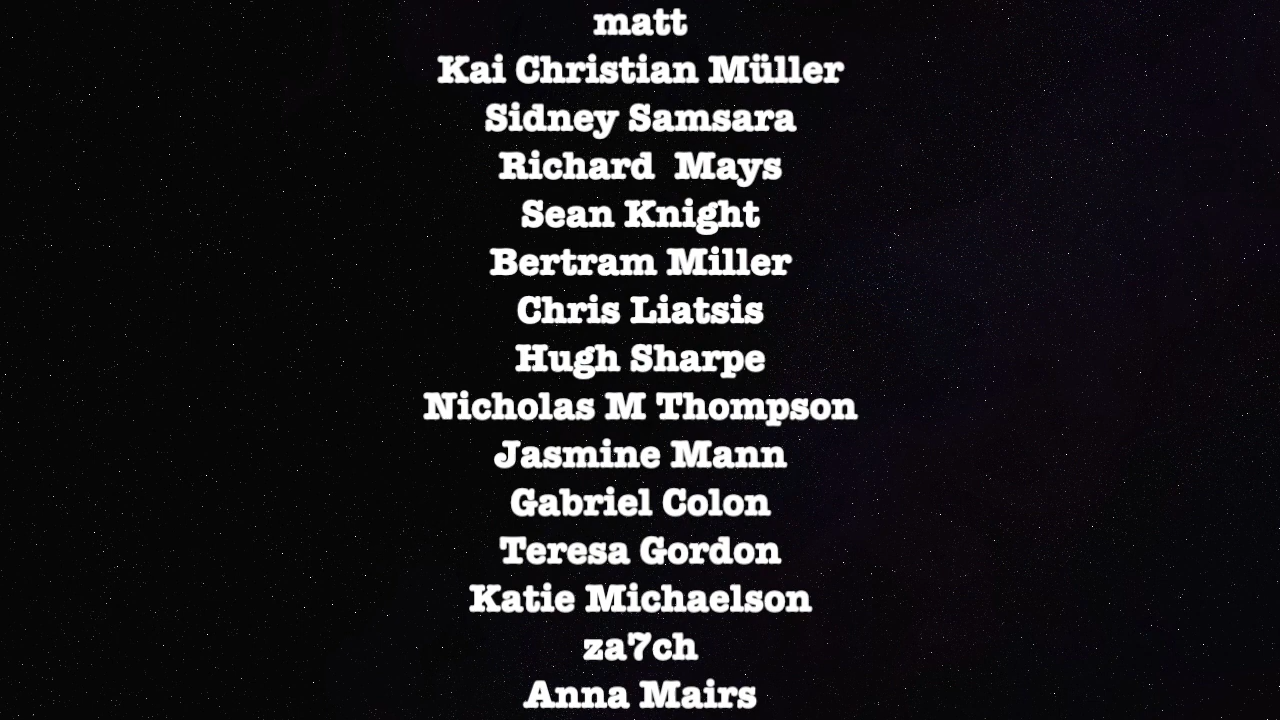 matt
Kai Christian Müller
Sidney Samsara
Richard  Mays
Sean Knight
Bertram Miller
Chris Liatsis
Hugh Sharpe
Nicholas M Thompson
Jasmine Mann
Gabriel Colon
Teresa Gordon
Katie Michaelson
za7ch
Anna Mairs